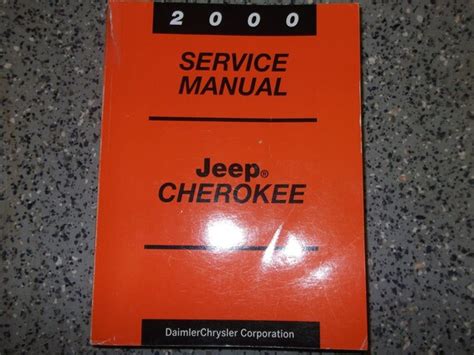 2000
SERVICE
MANUAL
Jeep®
CHEROKEE
DaimlerChrysler Corporation